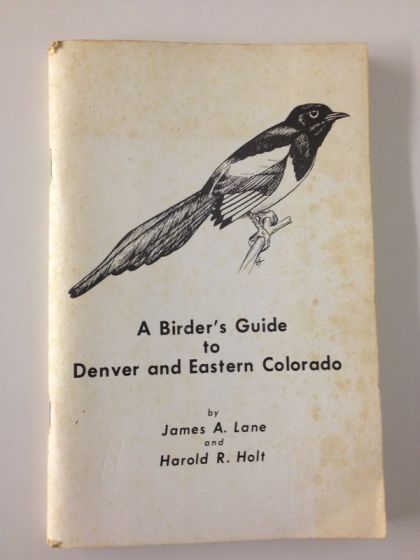 A Birder's Guide
to
Denver and Eastern Colorado
by
James A. Lane
and
Harold R. Holt